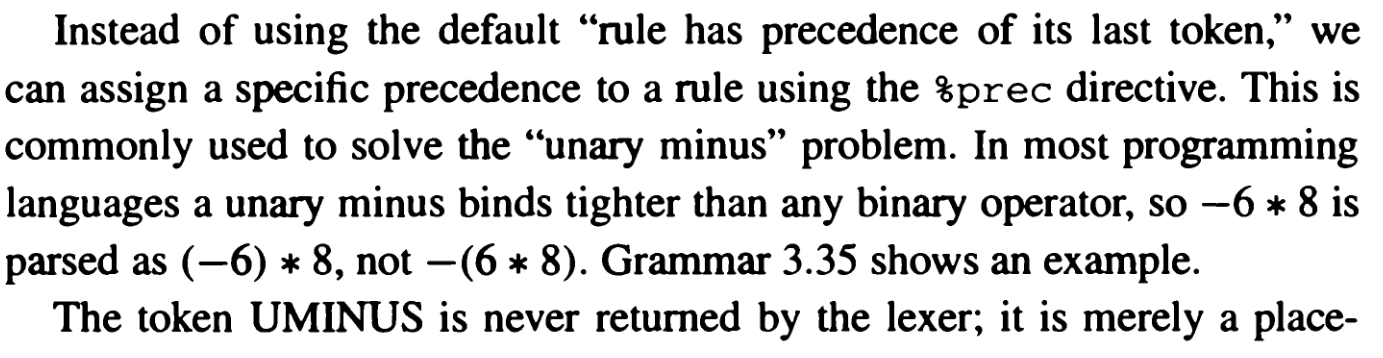 Instead of using the default “rule has precedence of its last token,” we
can assign a specific precedence to a rule using the %prec directive. This is
commonly used to solve the “unary minus” problem. In most programming
languages a unary minus binds tighter than any binary operator, so −6 ∗ 8 is
parsed as (−6) ∗ 8, not −(6 ∗ 8). Grammar 3.35 shows an example.
The token UMINUS is never returned by the lexer; it is merely a place-